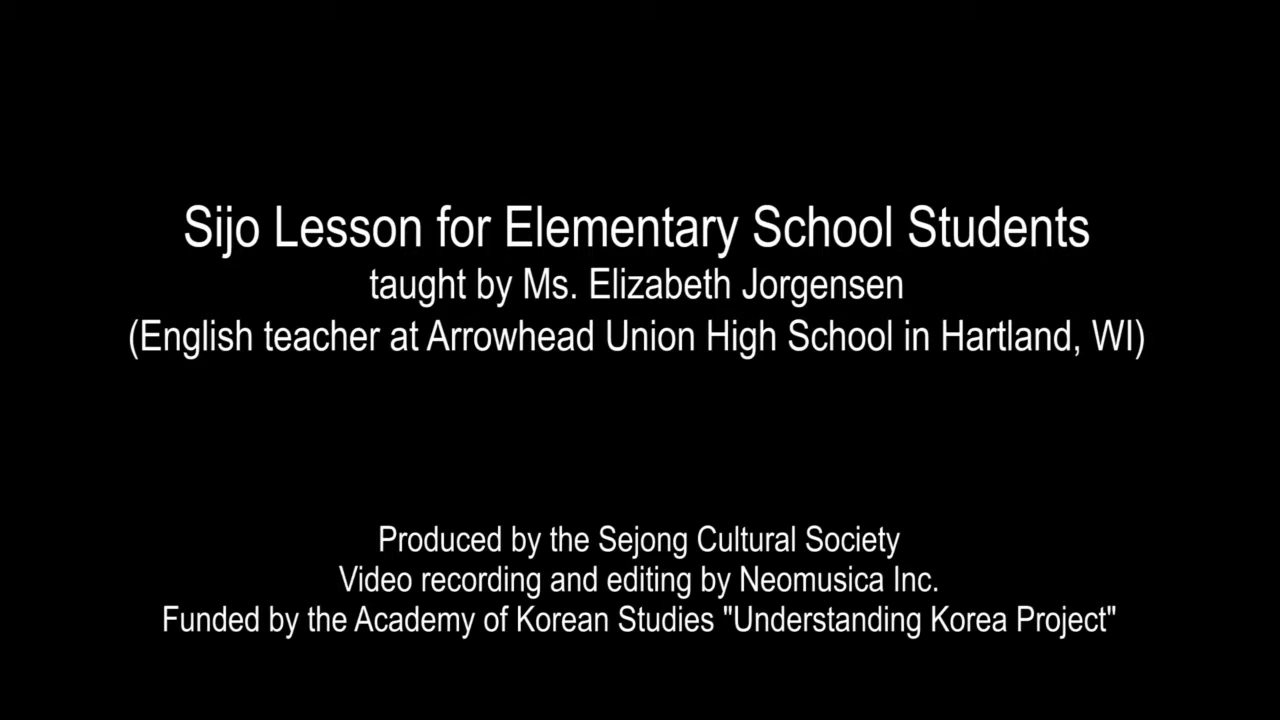 Sijo Lesson for Elementary School Students
taught by Ms. Elizabeth Jorgensen
(English teacher at Arrowhead Union High School in Hartland, WI)
Produced by the Sejong Cultural Society
Video recording and editing by Neomusica Inc.
Funded by the Academy of Korean Studies "Understanding Korea Project"